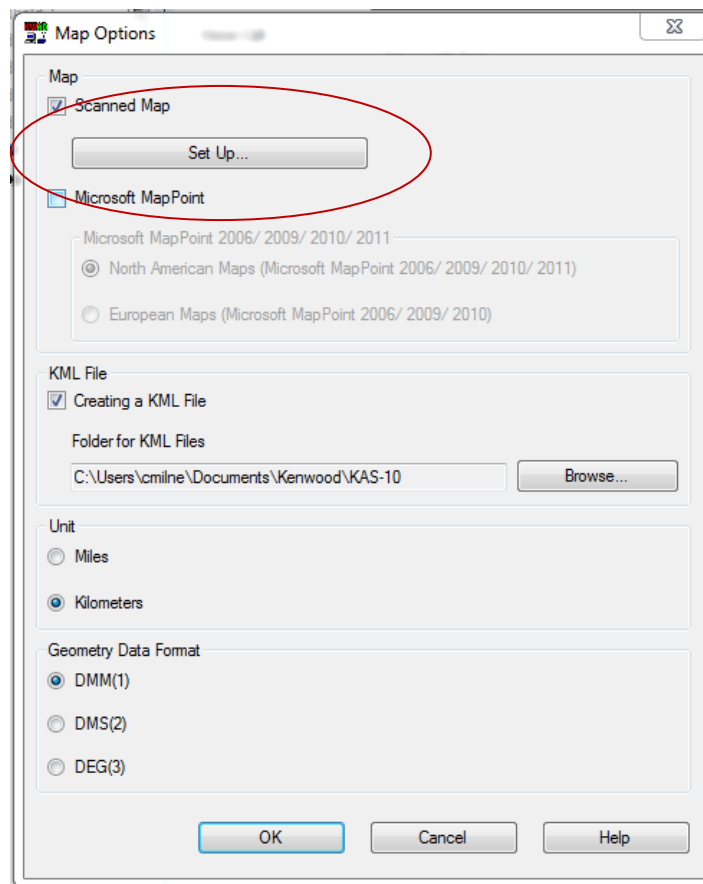 Map Options
Map
Scanned Map
Set Up...
Microsoft MapPoint
Microsoft MapPoint 2006/ 2009/ 2010/ 2011
North American Maps (Microsoft MapPoint 2006/ 2009/ 2010/ 2011)
European Maps (Microsoft MapPoint 2006/ 2009/ 2010)
KML File
Creating a KML File
Folder for KML Files
C:\Users\cmilne\Documents\Kenwood\KAS-10
Browse...
Unit
Miles
Kilometers
Geometry Data Format
DMM(1)
DMS(2)
DEG(3)
OK
Cancel
Help